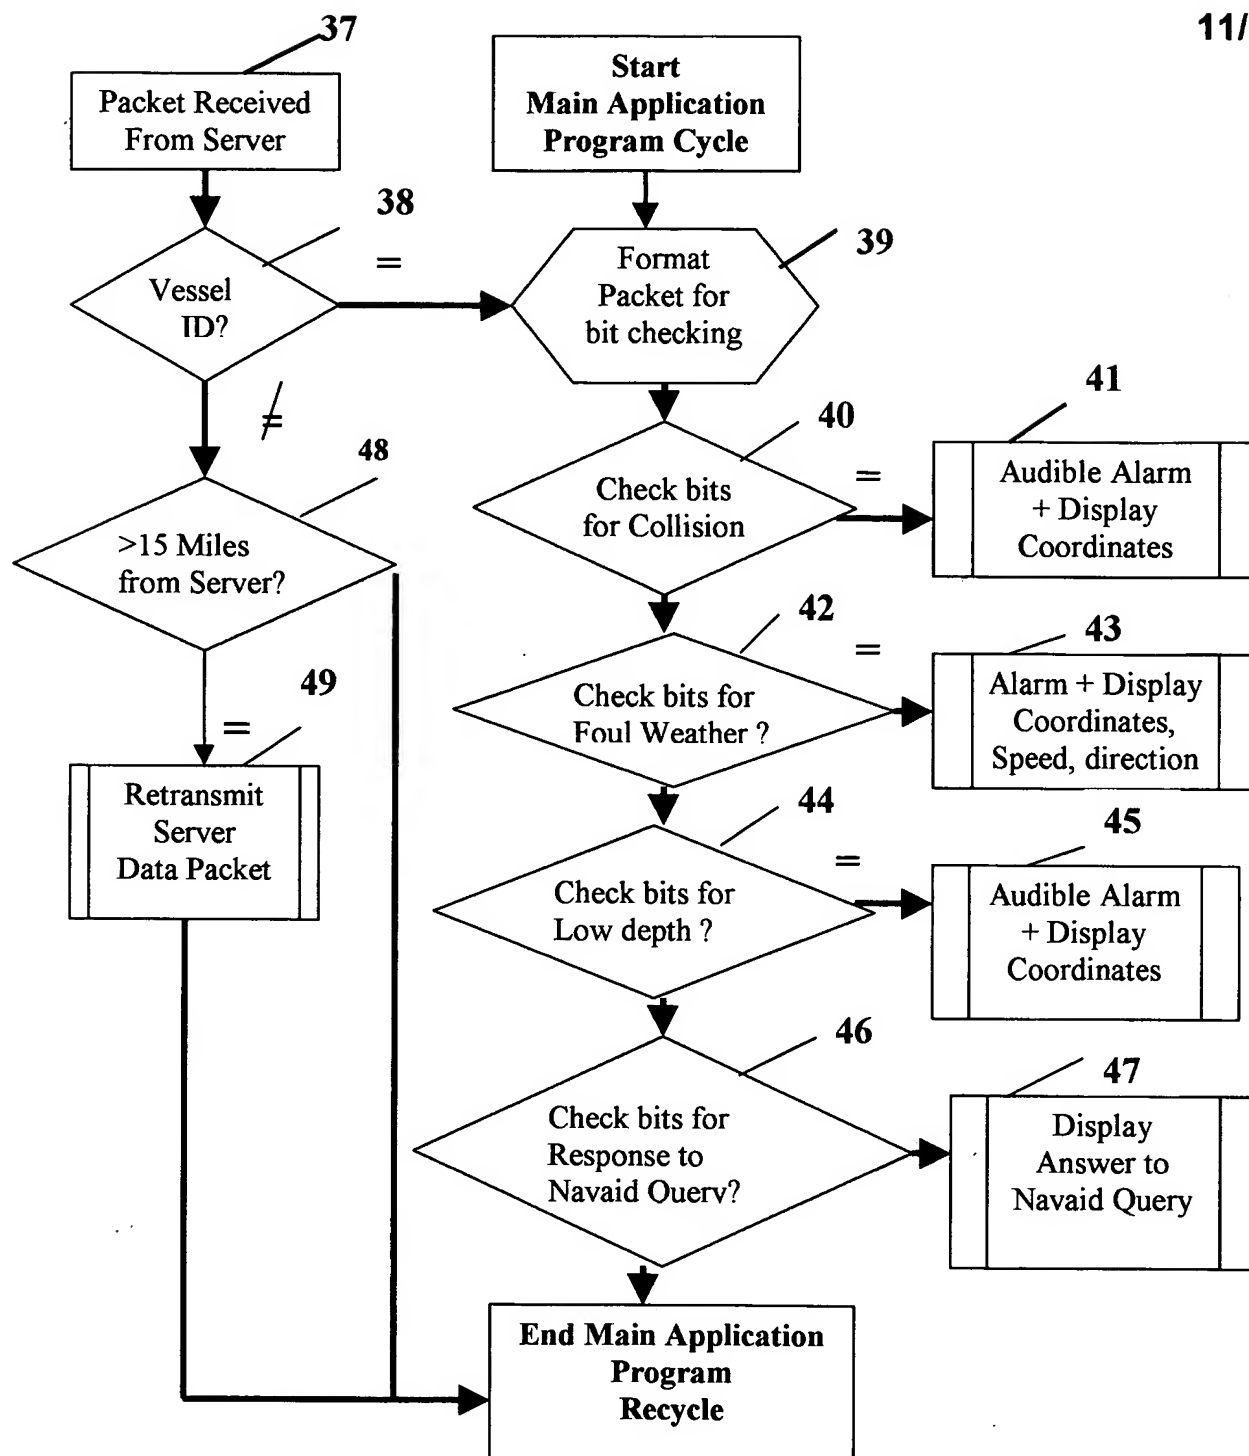 11/
37
Packet Received
From Server
Start
Main Application
Program Cycle
38
=
Vessel
ID?
39
Format
Packet for
bit checking
≠
48
>15 Miles
from Server?
40
Check bits
for Collision
=
41
Audible Alarm
+ Display
Coordinates
42
Check bits for
Foul Weather ?
=
43
Alarm + Display
Coordinates,
Speed, direction
49
=
Retransmit
Server
Data Packet
44
Check bits for
Low depth ?
=
45
Audible Alarm
+ Display
Coordinates
46
Check bits for
Response to
Navaid Query?
47
Display
Answer to
Navaid Query
End Main Application
Program
Recycle